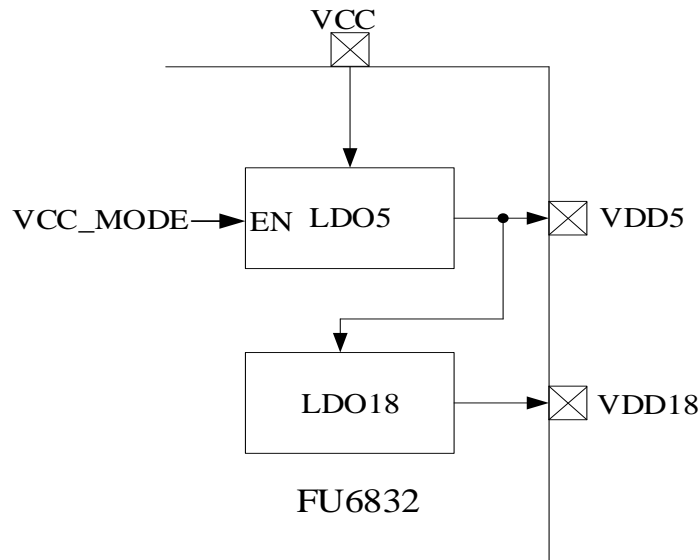 VCC
VCC_MODE
EN
LDO5
VDD5
LDO18
VDD18
FU6832